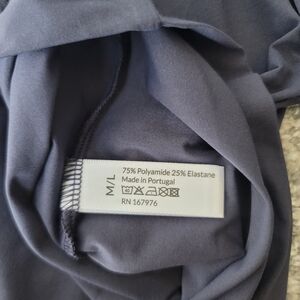 M/L
75% Polyamide 25% Elastane
Made in Portugal
RN 167976